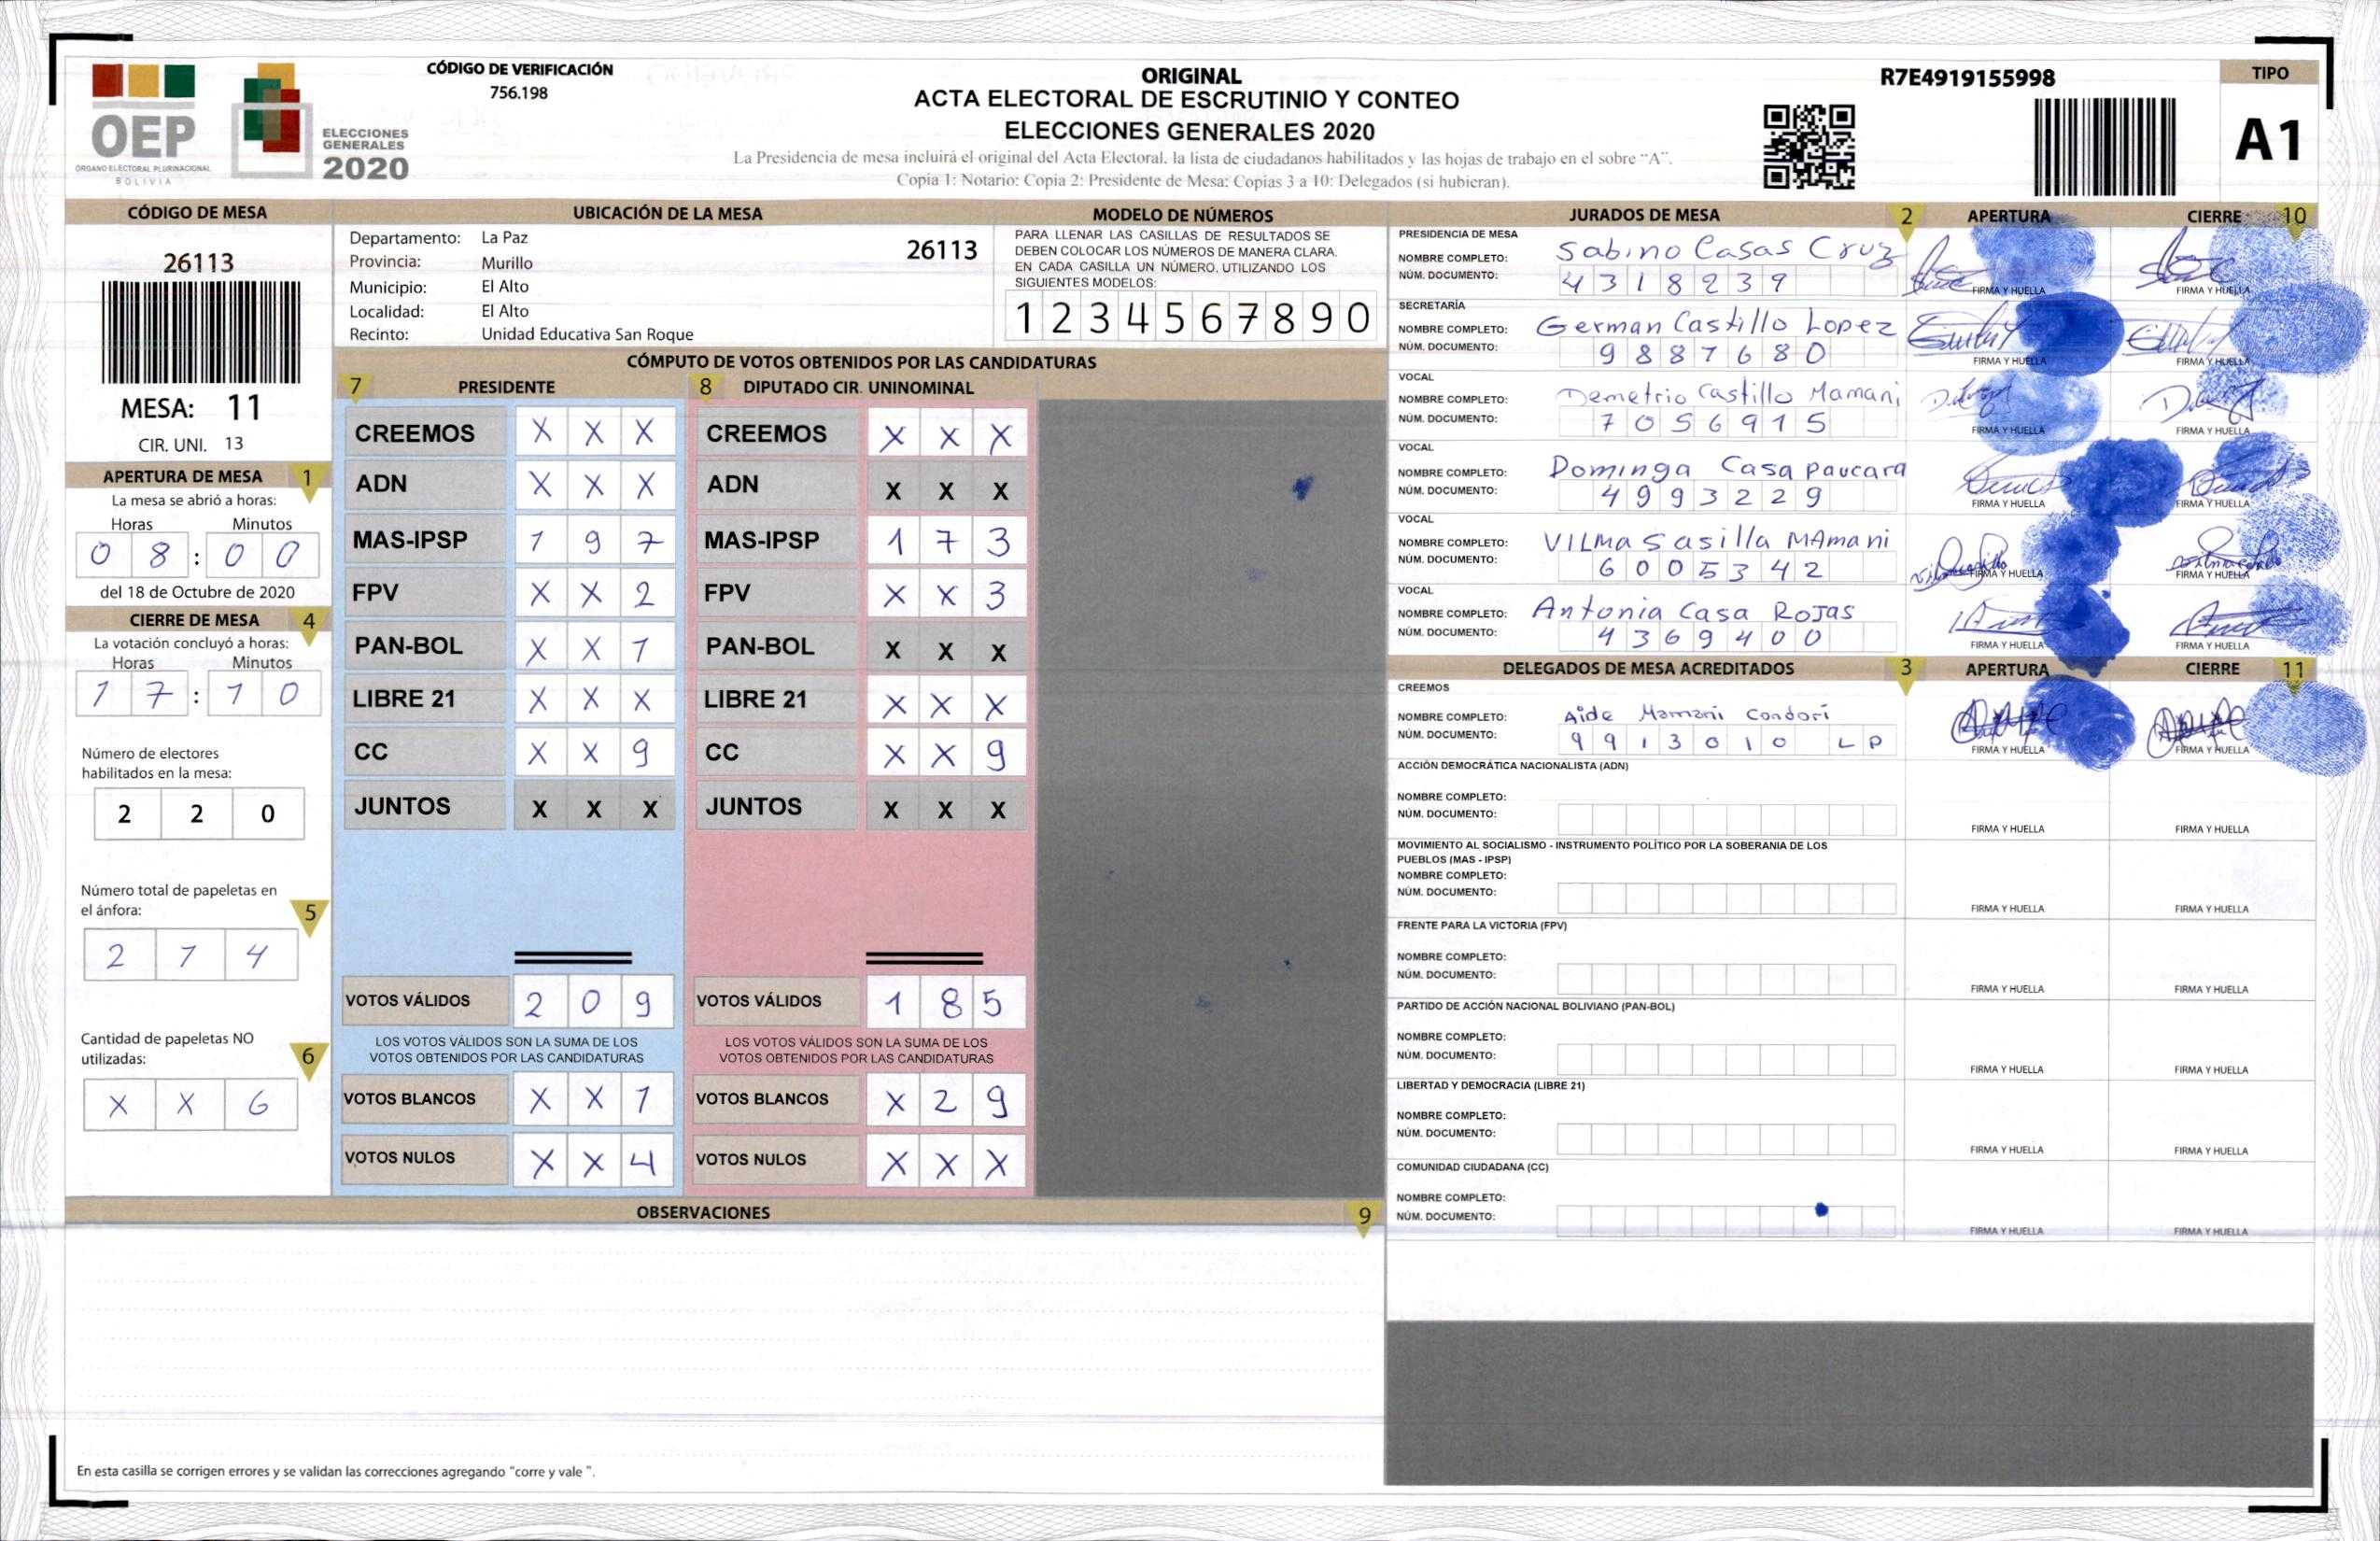 OEP
ÓRGANO ELECTORAL PLURINACIONAL
BOLIVIA
ELECCIONES
GENERALES
2020
CÓDIGO DE VERIFICACIÓN
756.198
ORIGINAL
ACTA ELECTORAL DE ESCRUTINIO Y CONTEO
ELECCIONES GENERALES 2020
La Presidencia de mesa incluirá el original del Acta Electoral, la lista de ciudadanos habilitados y las hojas de trabajo en el sobre "A".
Copia 1: Notario; Copia 2: Presidente de Mesa; Copias 3 a 10: Delegados (si hubieran).
R7E4919155998
TIPO
A1
CÓDIGO DE MESA
26113
MESA: 11
CIR. UNI. 13
APERTURA DE MESA 1
La mesa se abrió a horas:
Horas Minutos
0 8 : 0 0
del 18 de Octubre de 2020
CIERRE DE MESA 4
La votación concluyó a horas:
Horas Minutos
1 7 : 1 0
Número de electores
habilitados en la mesa:
2 2 0
Número total de papeletas en
el ánfora: 5
2 1 4
Cantidad de papeletas NO
utilizadas: 6
X X 6
UBICACIÓN DE LA MESA
Departamento: La Paz 26113
Provincia: Murillo
Municipio: El Alto
Localidad: El Alto
Recinto: Unidad Educativa San Roque
MODELO DE NÚMEROS
PARA LLENAR LAS CASILLAS DE RESULTADOS SE
DEBEN COLOCAR LOS NÚMEROS DE MANERA CLARA.
EN CADA CASILLA UN NÚMERO, UTILIZANDO LOS
SIGUIENTES MODELOS:
1 2 3 4 5 6 7 8 9 0
CÓMPUTO DE VOTOS OBTENIDOS POR LAS CANDIDATURAS
7 PRESIDENTE 8 DIPUTADO CIR. UNINOMINAL
CREEMOS X X X CREEMOS X X X
ADN X X X ADN X X X
MAS-IPSP 1 9 7 MAS-IPSP 1 7 3
FPV X X 2 FPV X X 3
PAN-BOL X X 1 PAN-BOL X X X
LIBRE 21 X X X LIBRE 21 X X X
CC X X 9 CC X X 9
JUNTOS X X X JUNTOS X X X
VOTOS VÁLIDOS 2 0 9 VOTOS VÁLIDOS 1 8 5
LOS VOTOS VÁLIDOS SON LA SUMA DE LOS LOS VOTOS VÁLIDOS SON LA SUMA DE LOS
VOTOS OBTENIDOS POR LAS CANDIDATURAS VOTOS OBTENIDOS POR LAS CANDIDATURAS
VOTOS BLANCOS X X 1 VOTOS BLANCOS X 2 9
VOTOS NULOS X X 4 VOTOS NULOS X X X
OBSERVACIONES 9
En esta casilla se corrigen errores y se validan las correcciones agregando "corre y vale ".
JURADOS DE MESA 2 APERTURA CIERRE 10
PRESIDENCIA DE MESA
NOMBRE COMPLETO: Sabino Casas Cruz
NÚM. DOCUMENTO: 4318239 FIRMA Y HUELLA FIRMA Y HUELLA
SECRETARÍA
NOMBRE COMPLETO: German Castillo Lopez
NÚM. DOCUMENTO: 9887680 FIRMA Y HUELLA FIRMA Y HUELLA
VOCAL
NOMBRE COMPLETO: Demetrio Castillo Mamani
NÚM. DOCUMENTO: 7056915 FIRMA Y HUELLA FIRMA Y HUELLA
VOCAL
NOMBRE COMPLETO: Dominga Casa Paucara
NÚM. DOCUMENTO: 4993229 FIRMA Y HUELLA FIRMA Y HUELLA
VOCAL
NOMBRE COMPLETO: VILMA Sasilla MAmani
NÚM. DOCUMENTO: 6005342 FIRMA Y HUELLA FIRMA Y HUELLA
VOCAL
NOMBRE COMPLETO: Antonia Casa Rojas
NÚM. DOCUMENTO: 4369400 FIRMA Y HUELLA FIRMA Y HUELLA
DELEGADOS DE MESA ACREDITADOS 3 APERTURA CIERRE 11
CREEMOS
NOMBRE COMPLETO: Aide Mamani Condori
NÚM. DOCUMENTO: 9913010 LP FIRMA Y HUELLA FIRMA Y HUELLA
ACCIÓN DEMOCRÁTICA NACIONALISTA (ADN)
NOMBRE COMPLETO:
NÚM. DOCUMENTO: FIRMA Y HUELLA FIRMA Y HUELLA
MOVIMIENTO AL SOCIALISMO - INSTRUMENTO POLÍTICO POR LA SOBERANIA DE LOS
PUEBLOS (MAS - IPSP)
NOMBRE COMPLETO:
NÚM. DOCUMENTO: FIRMA Y HUELLA FIRMA Y HUELLA
FRENTE PARA LA VICTORIA (FPV)
NOMBRE COMPLETO:
NÚM. DOCUMENTO: FIRMA Y HUELLA FIRMA Y HUELLA
PARTIDO DE ACCIÓN NACIONAL BOLIVIANO (PAN-BOL)
NOMBRE COMPLETO:
NÚM. DOCUMENTO: FIRMA Y HUELLA FIRMA Y HUELLA
LIBERTAD Y DEMOCRACIA (LIBRE 21)
NOMBRE COMPLETO:
NÚM. DOCUMENTO: FIRMA Y HUELLA FIRMA Y HUELLA
COMUNIDAD CIUDADANA (CC)
NOMBRE COMPLETO:
NÚM. DOCUMENTO: FIRMA Y HUELLA FIRMA Y HUELLA